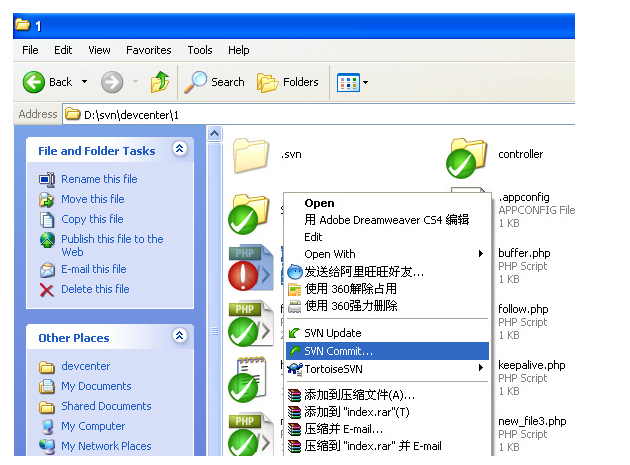 1
File Edit View Favorites Tools Help
Back Search Folders
Address D:\svn\devcenter\1
File and Folder Tasks
Rename this file
Move this file
Copy this file
Publish this file to the
Web
E-mail this file
Delete this file
Other Places
devcenter
My Documents
Shared Documents
My Computer
My Network Places
.svn
controller
.appconfig
APPCONFIG File
1 KB
PHP
buffer.php
PHP Script
1 KB
PHP
follow.php
PHP Script
1 KB
keepalive.php
PHP Script
1 KB
PHP
new_file3.php
PHP Script
1 KB
Open
用 Adobe Dreamweaver CS4 编辑
Edit
Open With
发送给阿里旺旺好友...
使用 360解除占用
使用 360强力删除
SVN Update
SVN Commit...
TortoiseSVN
添加到压缩文件(A)...
添加到 "index.rar"(T)
压缩并 E-mail...
压缩到 "index.rar" 并 E-mail